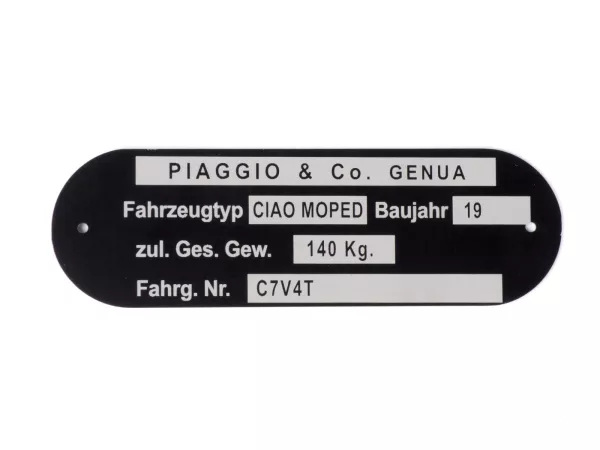 PIAGGIO & Co. GENUA
Fahrzeugtyp CIAO MOPED Baujahr 19
zul. Ges. Gew. 140 Kg.
Fahrg. Nr. C7V4T